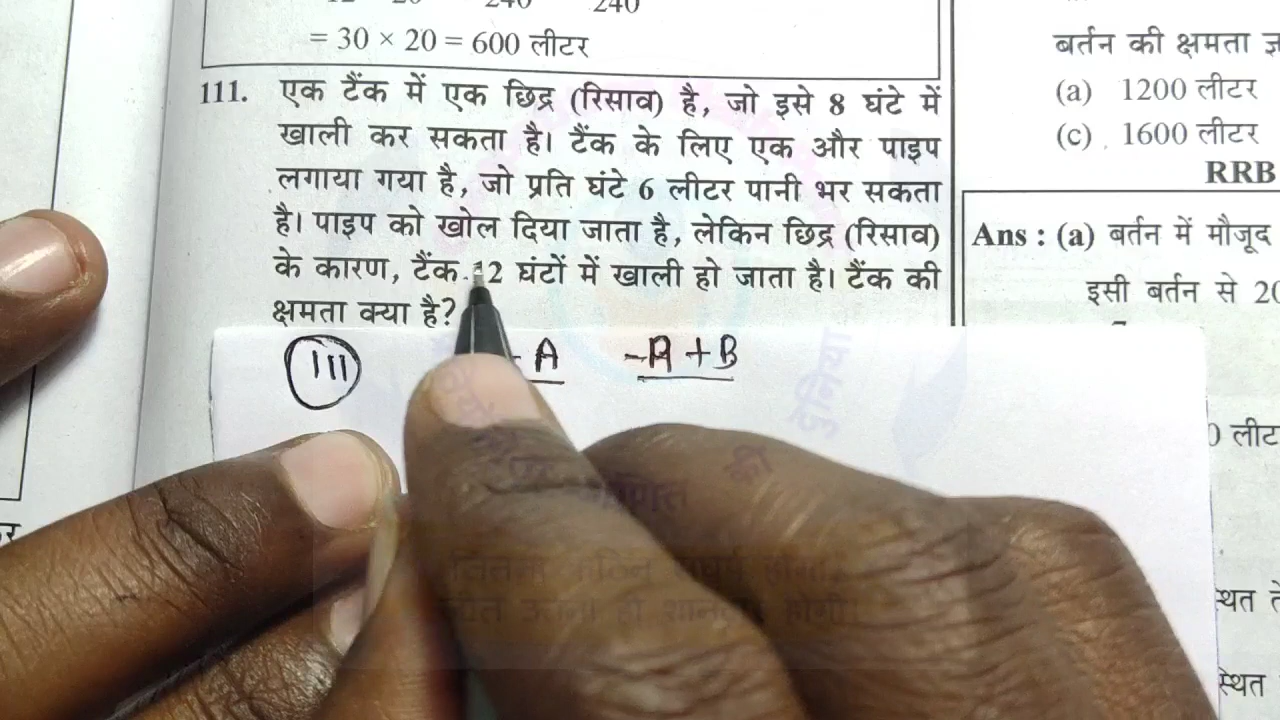 240
240
= 30 × 20 = 600 लीटर
111. एक टैंक में एक छिद्र (रिसाव) है, जो इसे 8 घंटे में
खाली कर सकता है। टैंक के लिए एक और पाइप
लगाया गया है, जो प्रति घंटे 6 लीटर पानी भर सकता
है। पाइप को खोल दिया जाता है, लेकिन छिद्र (रिसाव)
के कारण, टैंक 12 घंटों में खाली हो जाता है। टैंक की
क्षमता क्या है?
111 - A -A + B
बर्तन की क्षमता
(a) 1200 लीटर
(c) 1600 लीटर
RRB
Ans : (a) बर्तन में मौजूद
इसी बर्तन से
की दुनिया